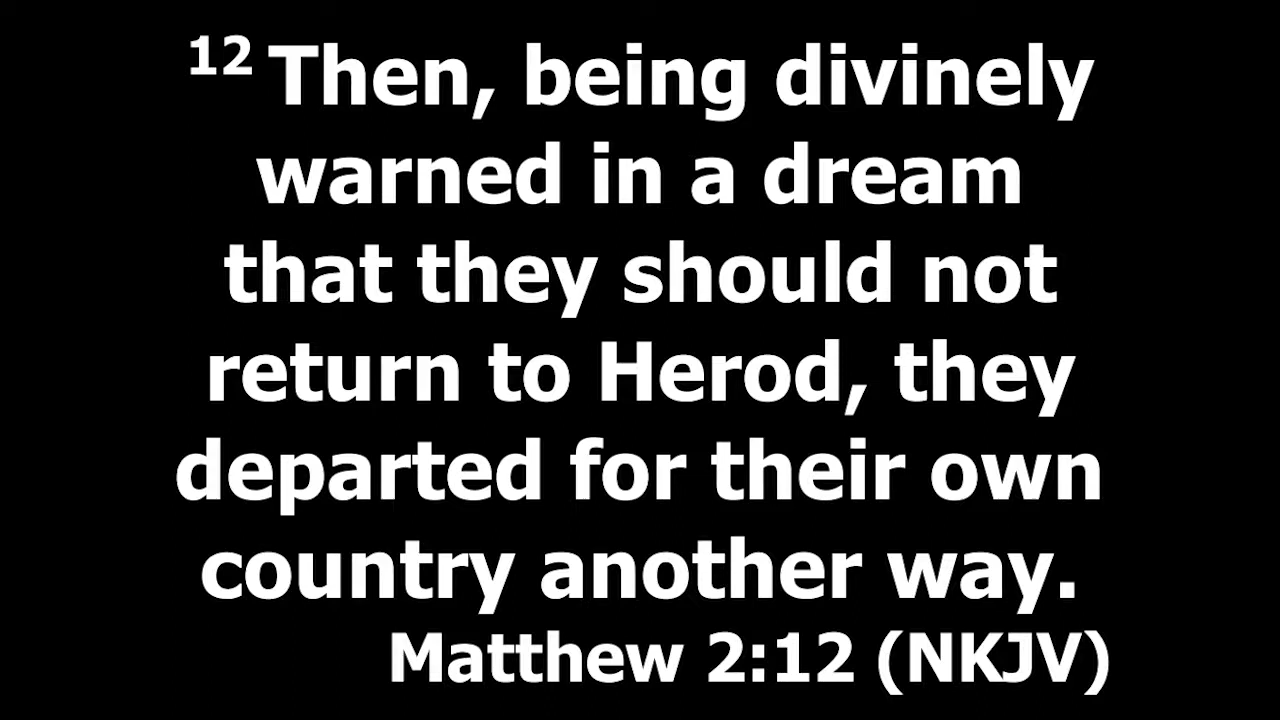 12 Then, being divinely
warned in a dream
that they should not
return to Herod, they
departed for their own
country another way.
Matthew 2:12 (NKJV)